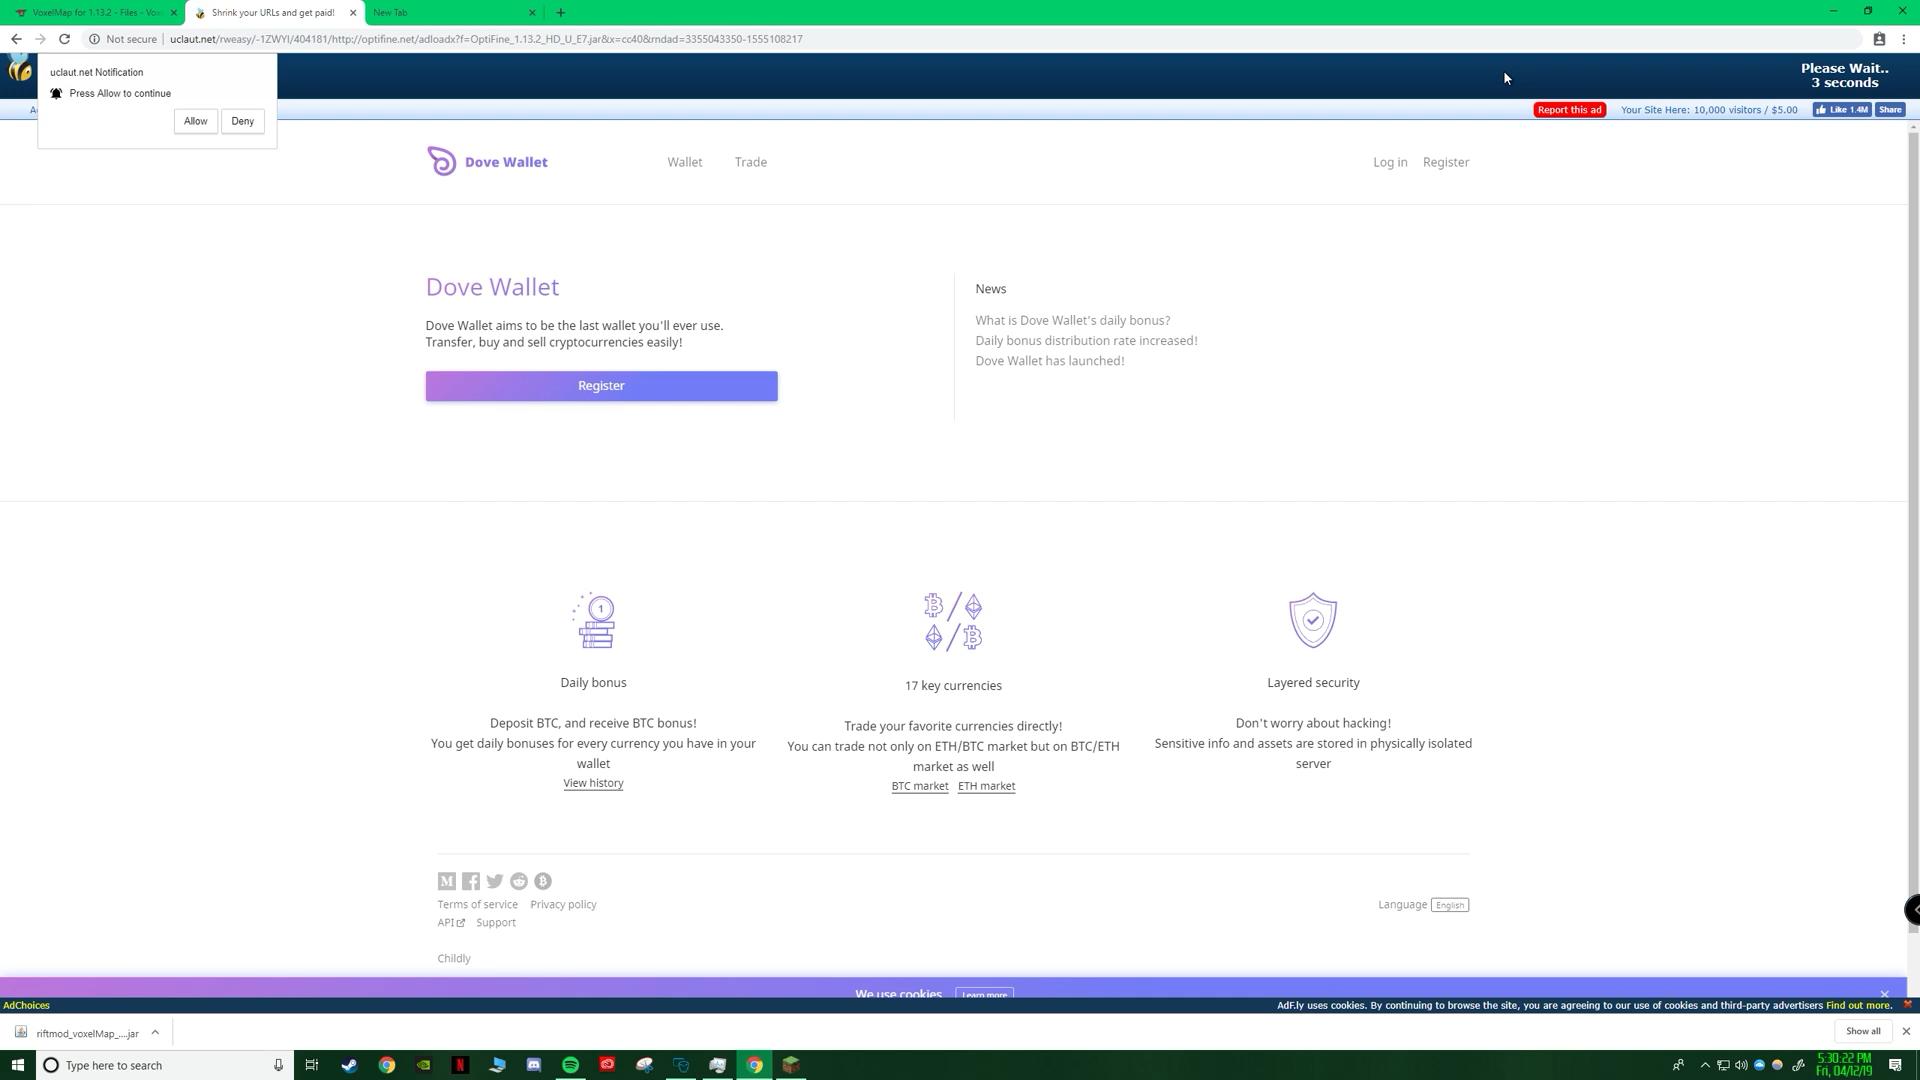 VoxelMap for 1.13.2 - Files - Vox
Shrink your URLs and get paid!
New Tab
Not secure
uclaut.net/rweasy/-1ZWYI/404181/http://optifine.net/adloadx?f=OptiFine_1.13.2_HD_U_E7.jar&x=cc40&rndad=3355043350-1555108217
uclaut.net Notification
Press Allow to continue
Allow
Deny
Please Wait..
3 seconds
Report this ad
Your Site Here: 10,000 visitors / $5.00
Like 1.4M
Share
Dove Wallet
Wallet
Trade
Log in
Register
Dove Wallet
Dove Wallet aims to be the last wallet you'll ever use.
Transfer, buy and sell cryptocurrencies easily!
Register
News
What is Dove Wallet's daily bonus?
Daily bonus distribution rate increased!
Dove Wallet has launched!
1
Daily bonus
Deposit BTC, and receive BTC bonus!
You get daily bonuses for every currency you have in your
wallet
View history
17 key currencies
Trade your favorite currencies directly!
You can trade not only on ETH/BTC market but on BTC/ETH
market as well
BTC market ETH market
Layered security
Don't worry about hacking!
Sensitive info and assets are stored in physically isolated
server
Terms of service Privacy policy
API Support
Language English
Childly
We use cookies Learn more
AdChoices
AdF.ly uses cookies. By continuing to browse the site, you are agreeing to our use of cookies and third-party advertisers Find out more.
riftmod_voxelMap_....jar
Show all
Type here to search
5:30:22 PM
Fri, 04/12/19